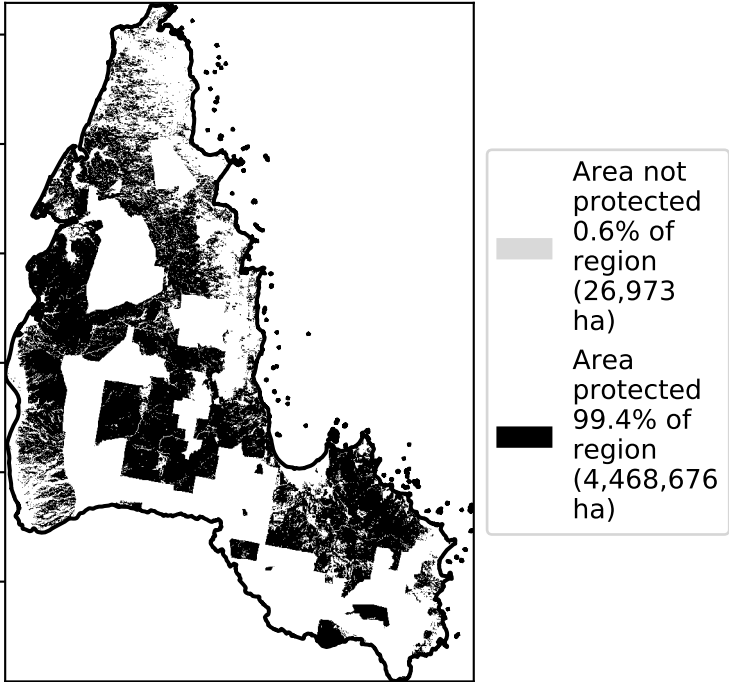 Area not
protected
0.6% of
region
(26,973
ha)
Area
protected
99.4% of
region
(4,468,676
ha)